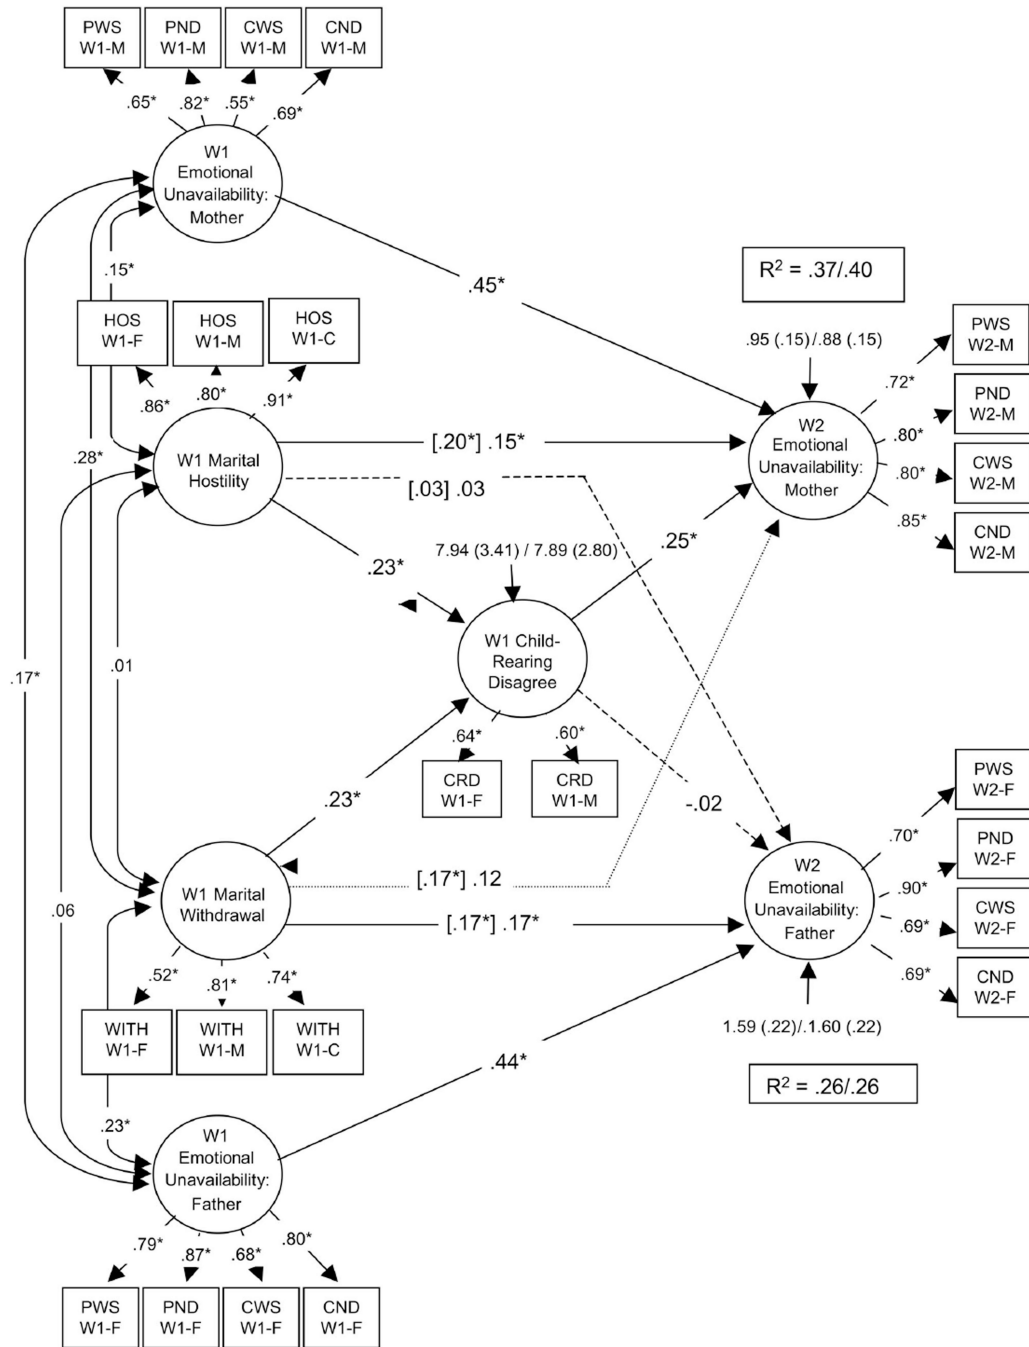 PWS PND CWS CND
W1-M W1-M W1-M W1-M
.65* .82* .55* .69*
W1
Emotional
Unavailability:
Mother
.15*
.45*
R² = .37/.40
HOS HOS HOS
W1-F W1-M W1-C
.95 (.15)/.88 (.15)
PWS
W2-M
.72*
.86* .80* .91*
PND
W2-M
.28*
W1 Marital
Hostility
[.20*] .15*
W2
Emotional
Unavailability:
Mother
.80*
CWS
W2-M
.80*
[.03] .03
CND
W2-M
.85*
7.94 (3.41) / 7.89 (2.80)
.25*
.23*
W1 Child-
Rearing
Disagree
.17*
.01
.64* .60*
CRD CRD
W1-F W1-M
.23*
-.02
PWS
W2-F
.70*
W1 Marital
Withdrawal
[.17*] .12
W2
Emotional
Unavailability:
Father
PND
W2-F
.90*
.06
[.17*] .17*
CWS
W2-F
.69*
.52* .81* .74*
CND
W2-F
.69*
WITH WITH WITH
W1-F W1-M W1-C
1.59 (.22)/.1.60 (.22)
.44*
R² = .26/.26
.23*
W1
Emotional
Unavailability:
Father
.79* .87* .68* .80*
PWS PND CWS CND
W1-F W1-F W1-F W1-F